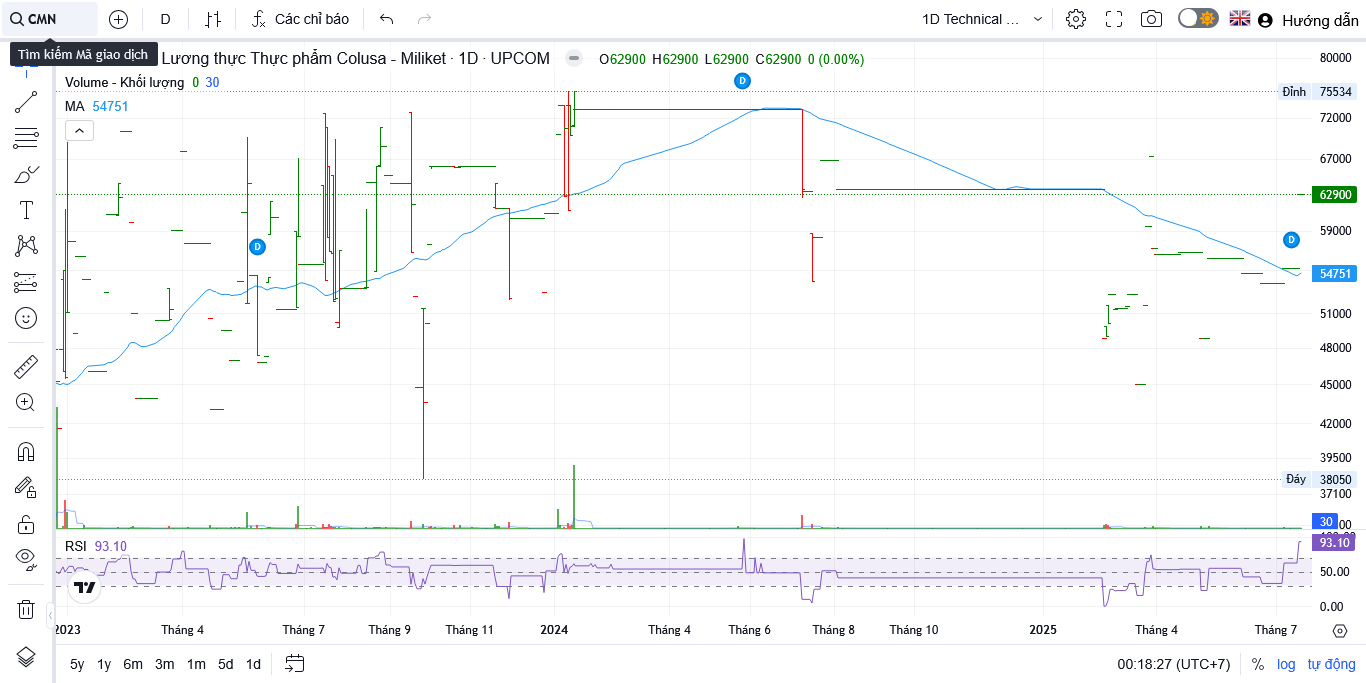 CMN D Các chỉ báo 1D Technical ... Hướng dẫn
Tìm kiếm Mã giao dịch
Lương thực Thực phẩm Colusa - Miliket · 1D · UPCOM O62900 H62900 L62900 C62900 0 (0.00%)
Volume - Khối lượng 0 30
MA 54751
D
D
D
80000
Đỉnh 75534
72000
67000
62900
59000
54751
51000
48000
45000
42000
39500
Đáy 38050
37100
30
RSI 93.10
93.10
50.00
0.00
2023 Tháng 4 Tháng 7 Tháng 9 Tháng 11 2024 Tháng 4 Tháng 6 Tháng 8 Tháng 10 2025 Tháng 4 Tháng 7
5y 1y 6m 3m 1m 5d 1d 00:18:27 (UTC+7) % log tự động